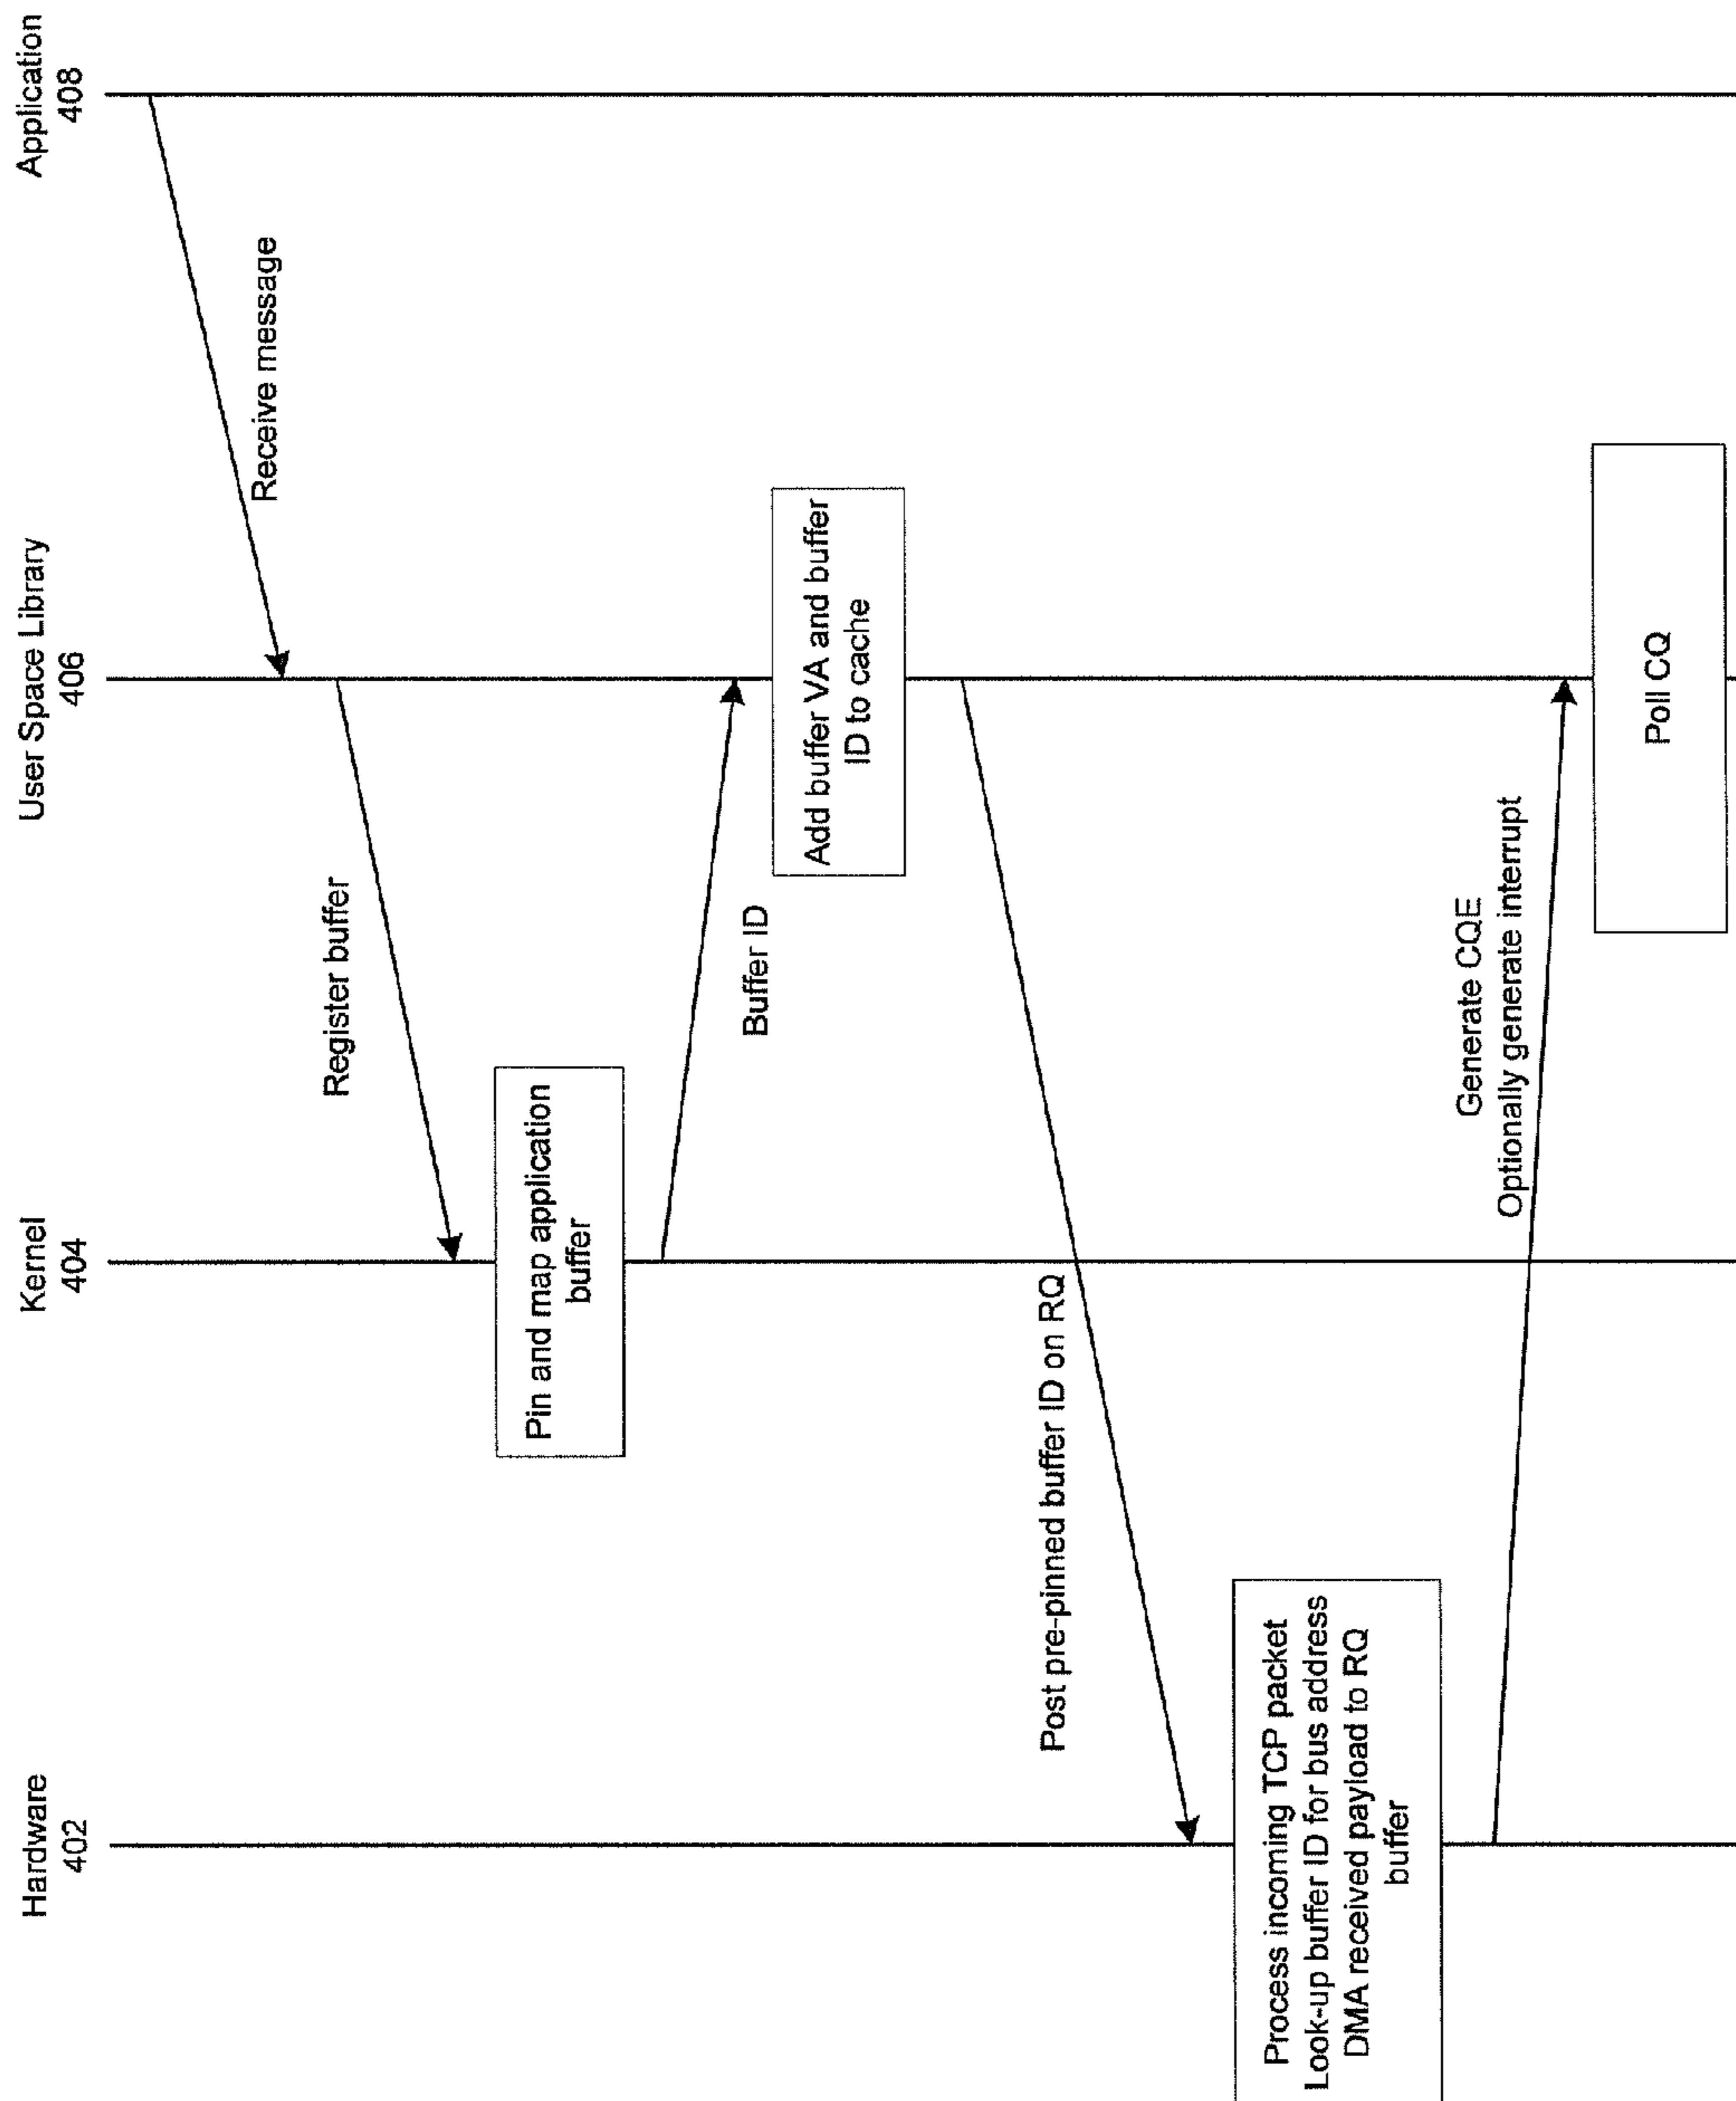 Hardware
402
Kernel
404
User Space Library
406
Application
408
Receive message
Register buffer
Pin and map application
buffer
Buffer ID
Add buffer VA and buffer
ID to cache
Post pre-pinned buffer ID on RQ
Process incoming TCP packet
Look-up buffer ID for bus address
DMA received payload to RQ
buffer
Generate CQE
Optionally generate interrupt
Poll CQ